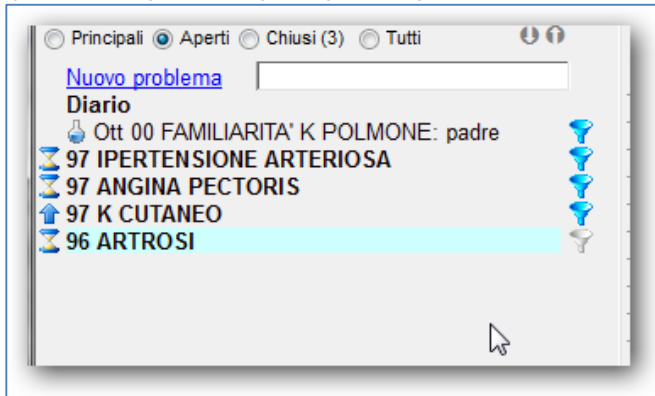 Principali Aperti Chiusi (3) Tutti
Nuovo problema
Diario
Ott 00 FAMILIARITA' K POLMONE: padre
97 IPERTENSIONE ARTERIOSA
97 ANGINA PECTORIS
97 K CUTANEO
96 ARTROSI